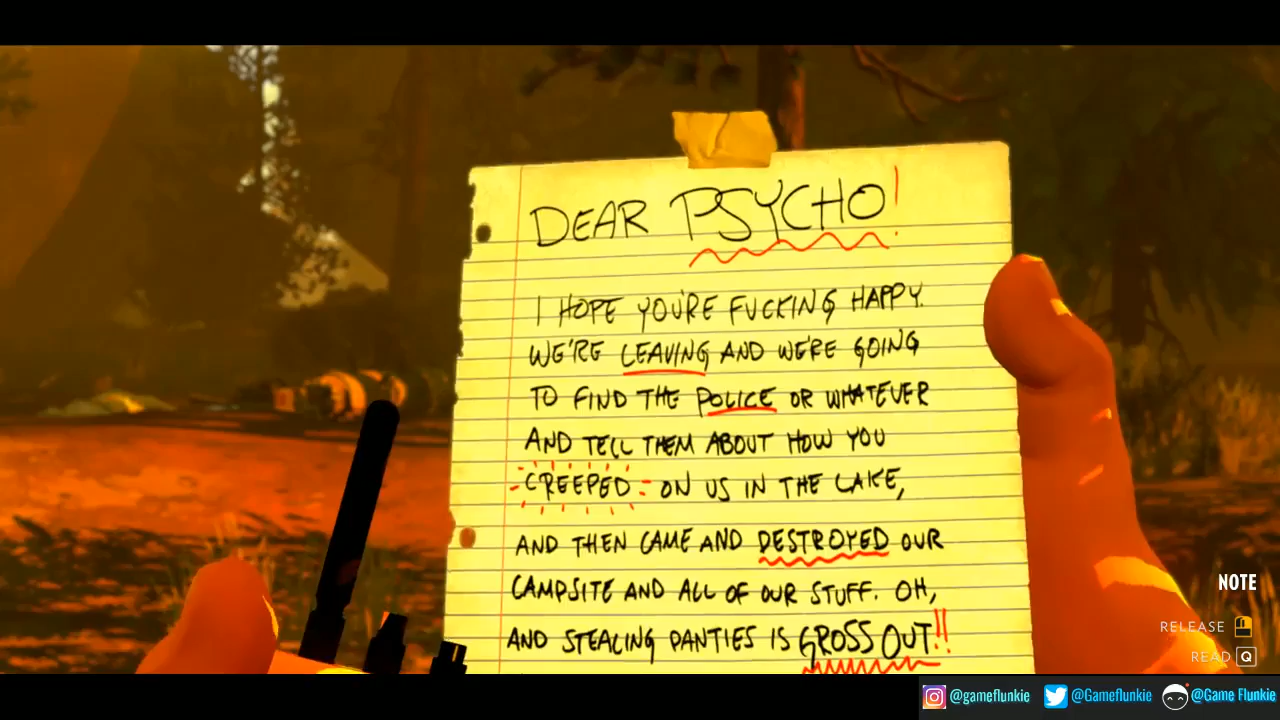 DEAR PSYCHO!
I HOPE YOU'RE FUCKING HAPPY.
WE'RE LEAVING AND WE'RE GOING
TO FIND THE POLICE OR WHATEVER
AND TELL THEM ABOUT HOW YOU
CREEPED ON US IN THE LAKE,
AND THEN CAME AND DESTROYED OUR
CAMPSITE AND ALL OF OUR STUFF. OH,
AND STEALING PANTIES IS GROSS OUT!!
NOTE
RELEASE
READ Q
@gameflunkie @Gameflunkie @Game Flunkie